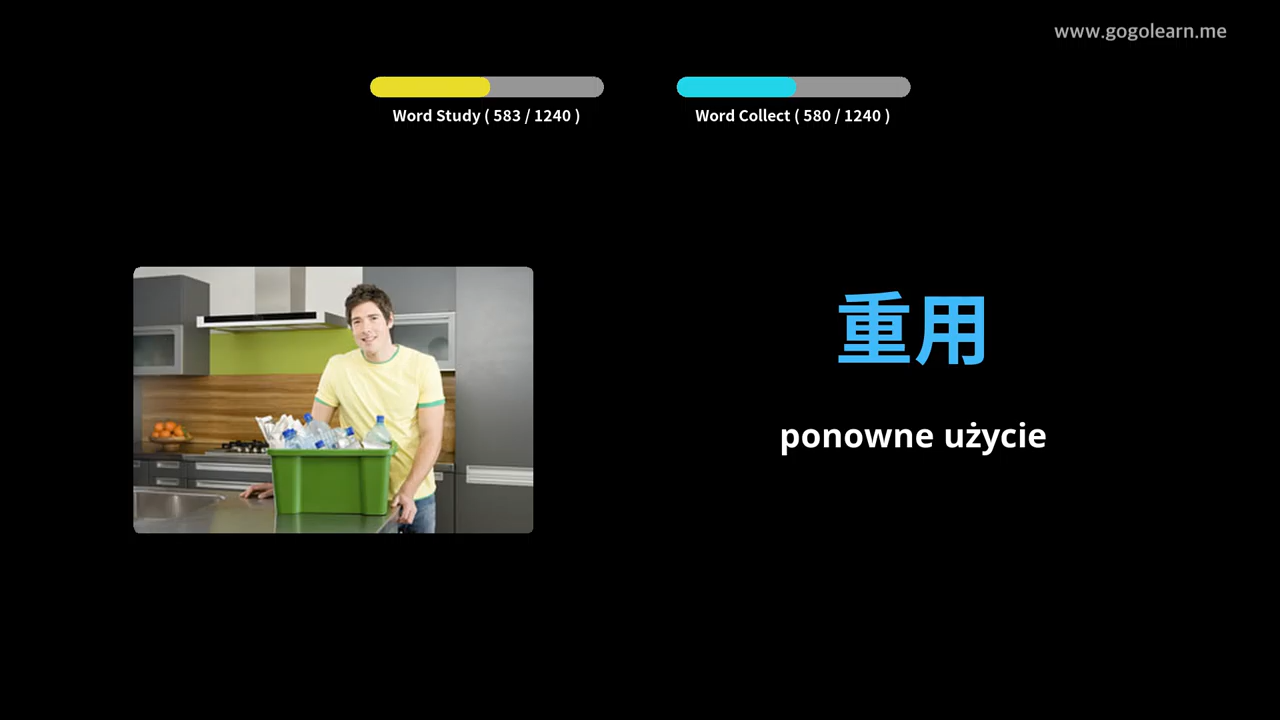 www.gogolearn.me
Word Study ( 583 / 1240 )
Word Collect ( 580 / 1240 )
重用
ponowne użycie